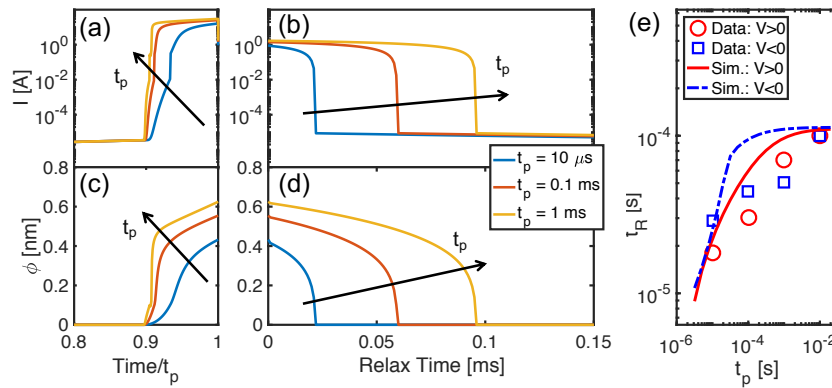 (a)
(b)
(c)
(d)
(e)
I [A]
10^0
10^-2
10^-4
t_p
t_p
ϕ [nm]
0.8
0.6
0.4
0.2
0
t_p
t_p
t_p = 10 μs
t_p = 0.1 ms
t_p = 1 ms
0.8
0.9
1
Time/t_p
0
0.05
0.1
0.15
Relax Time [ms]
Data: V>0
Data: V<0
Sim.: V>0
Sim.: V<0
t_R [s]
10^-4
10^-5
10^-6
10^-4
10^-2
t_p [s]